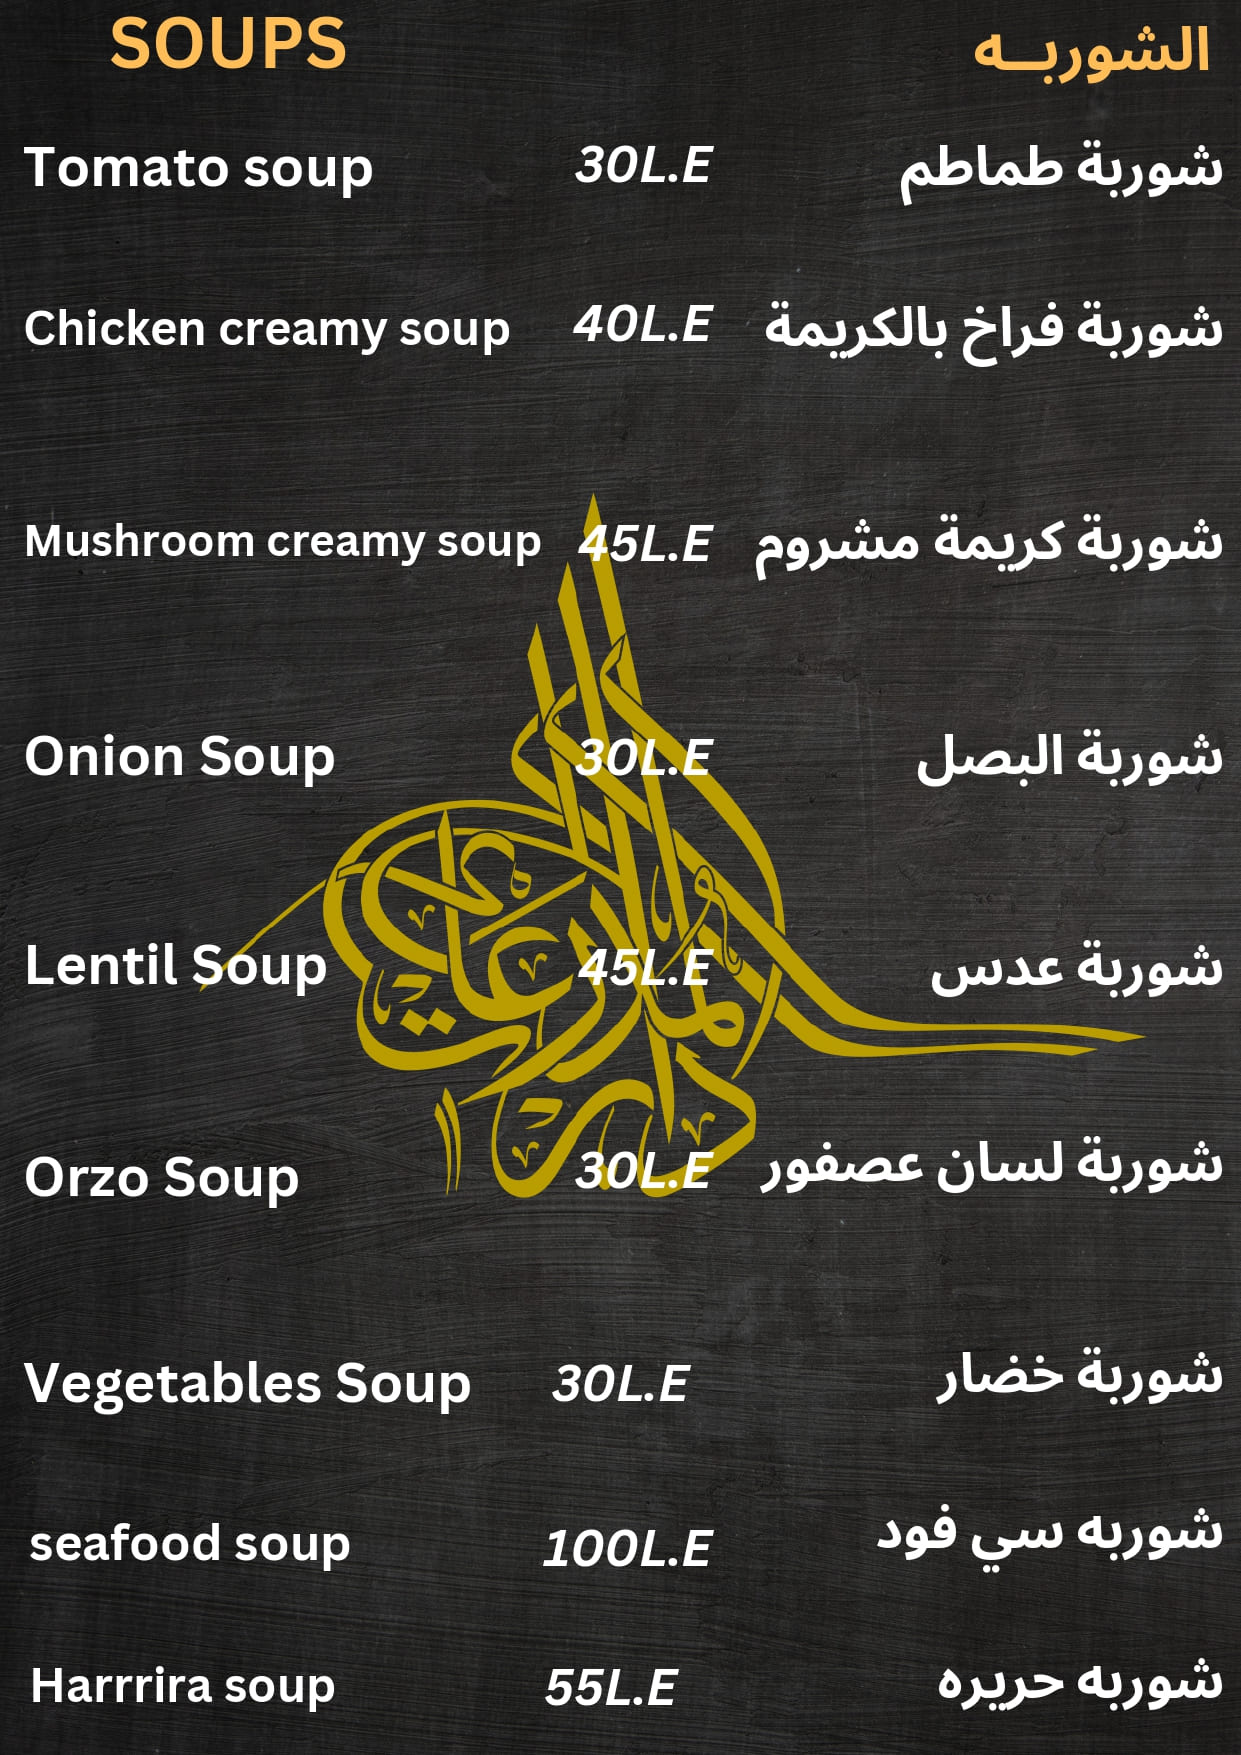 SOUPS الشوربــه
Tomato soup 30L.E شوربة طماطم
Chicken creamy soup 40L.E شوربة فراخ بالكريمة
Mushroom creamy soup 45L.E شوربة كريمة مشروم
Onion Soup 30L.E شوربة البصل
Lentil Soup 45L.E شوربة عدس
Orzo Soup 30L.E شوربة لسان عصفور
Vegetables Soup 30L.E شوربة خضار
seafood soup 100L.E شوربه سي فود
Harrrira soup 55L.E شوربه حريره